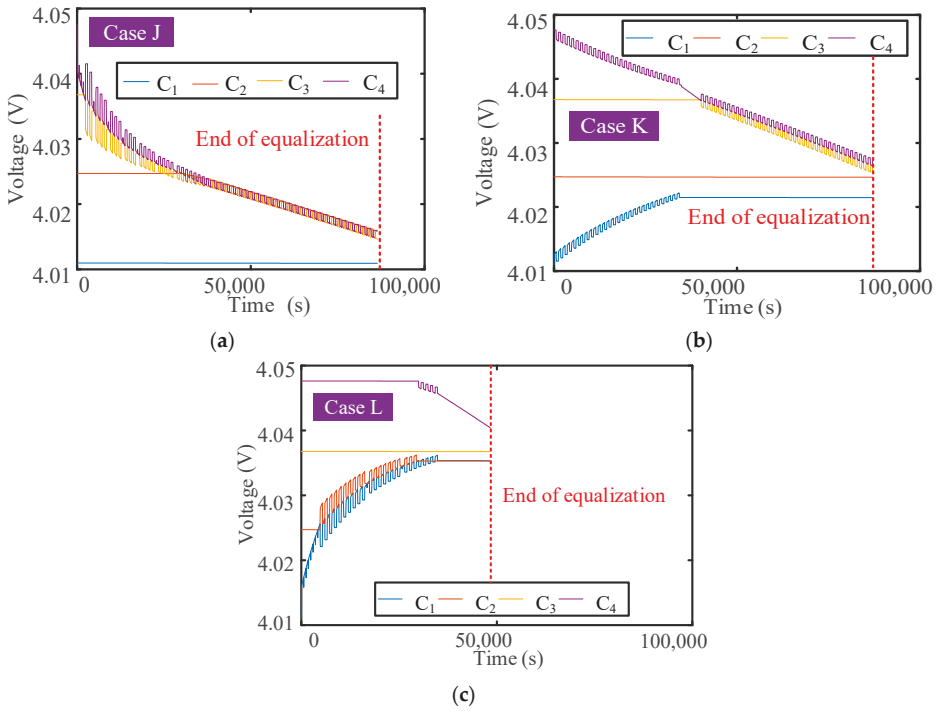 4.05
Case J
C1 C2 C3 C4
4.04
Voltage (V)
4.03
End of equalization
4.02
4.01
0 50,000 100,000
Time (s)
(a)
4.05
C1 C2 C3 C4
4.04
Voltage (V)
Case K
4.03
4.02
End of equalization
4.01
0 50,000 100,000
Time (s)
(b)
4.05
Case L
4.04
Voltage (V)
4.03
End of equalization
4.02
C1 C2 C3 C4
4.01
0 50,000 100,000
Time (s)
(c)